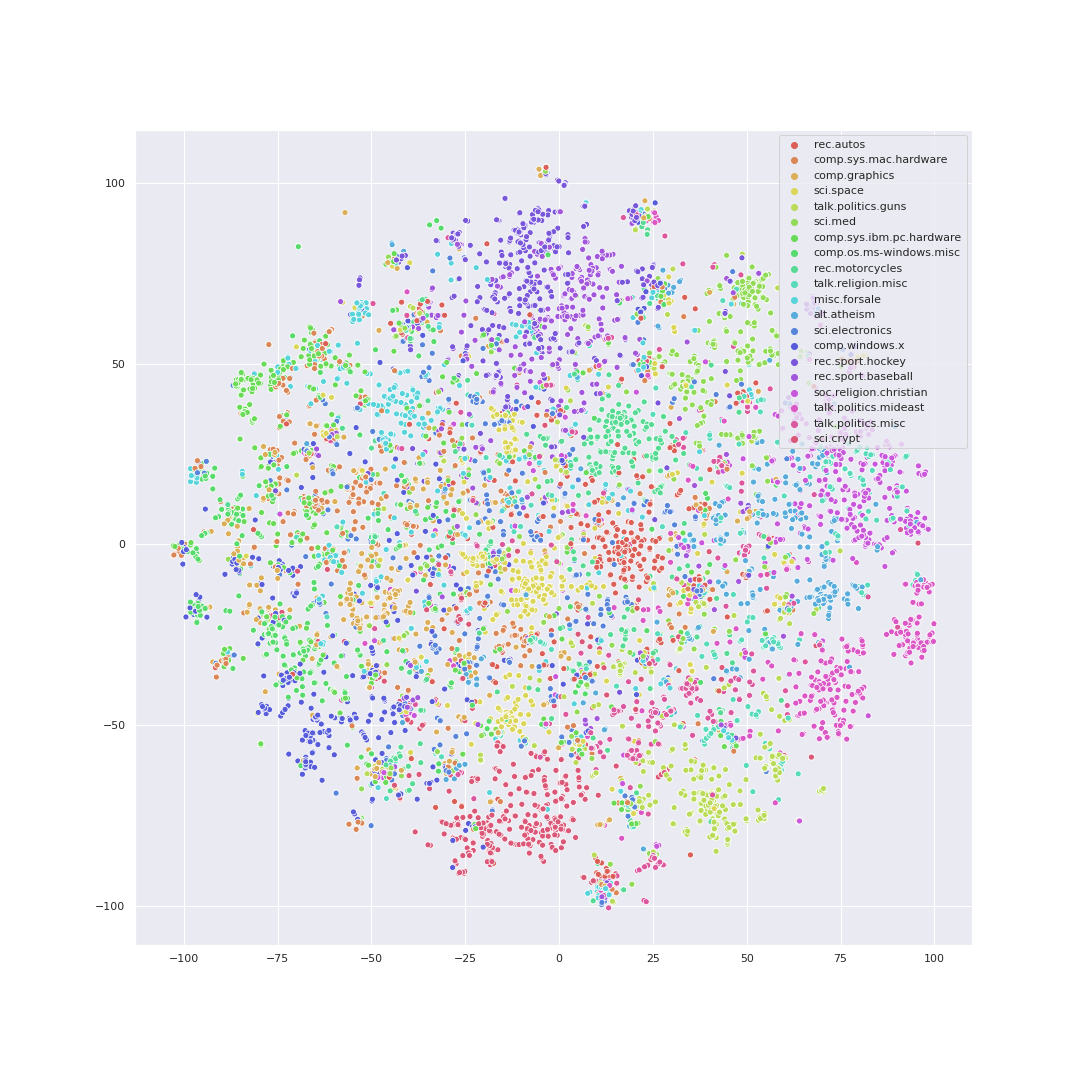 rec.autos
comp.sys.mac.hardware
comp.graphics
sci.space
talk.politics.guns
sci.med
comp.sys.ibm.pc.hardware
comp.os.ms-windows.misc
rec.motorcycles
talk.religion.misc
misc.forsale
alt.atheism
sci.electronics
comp.windows.x
rec.sport.hockey
rec.sport.baseball
soc.religion.christian
talk.politics.mideast
talk.politics.misc
sci.crypt
100
50
0
−50
−100
−100 −75 −50 −25 0 25 50 75 100